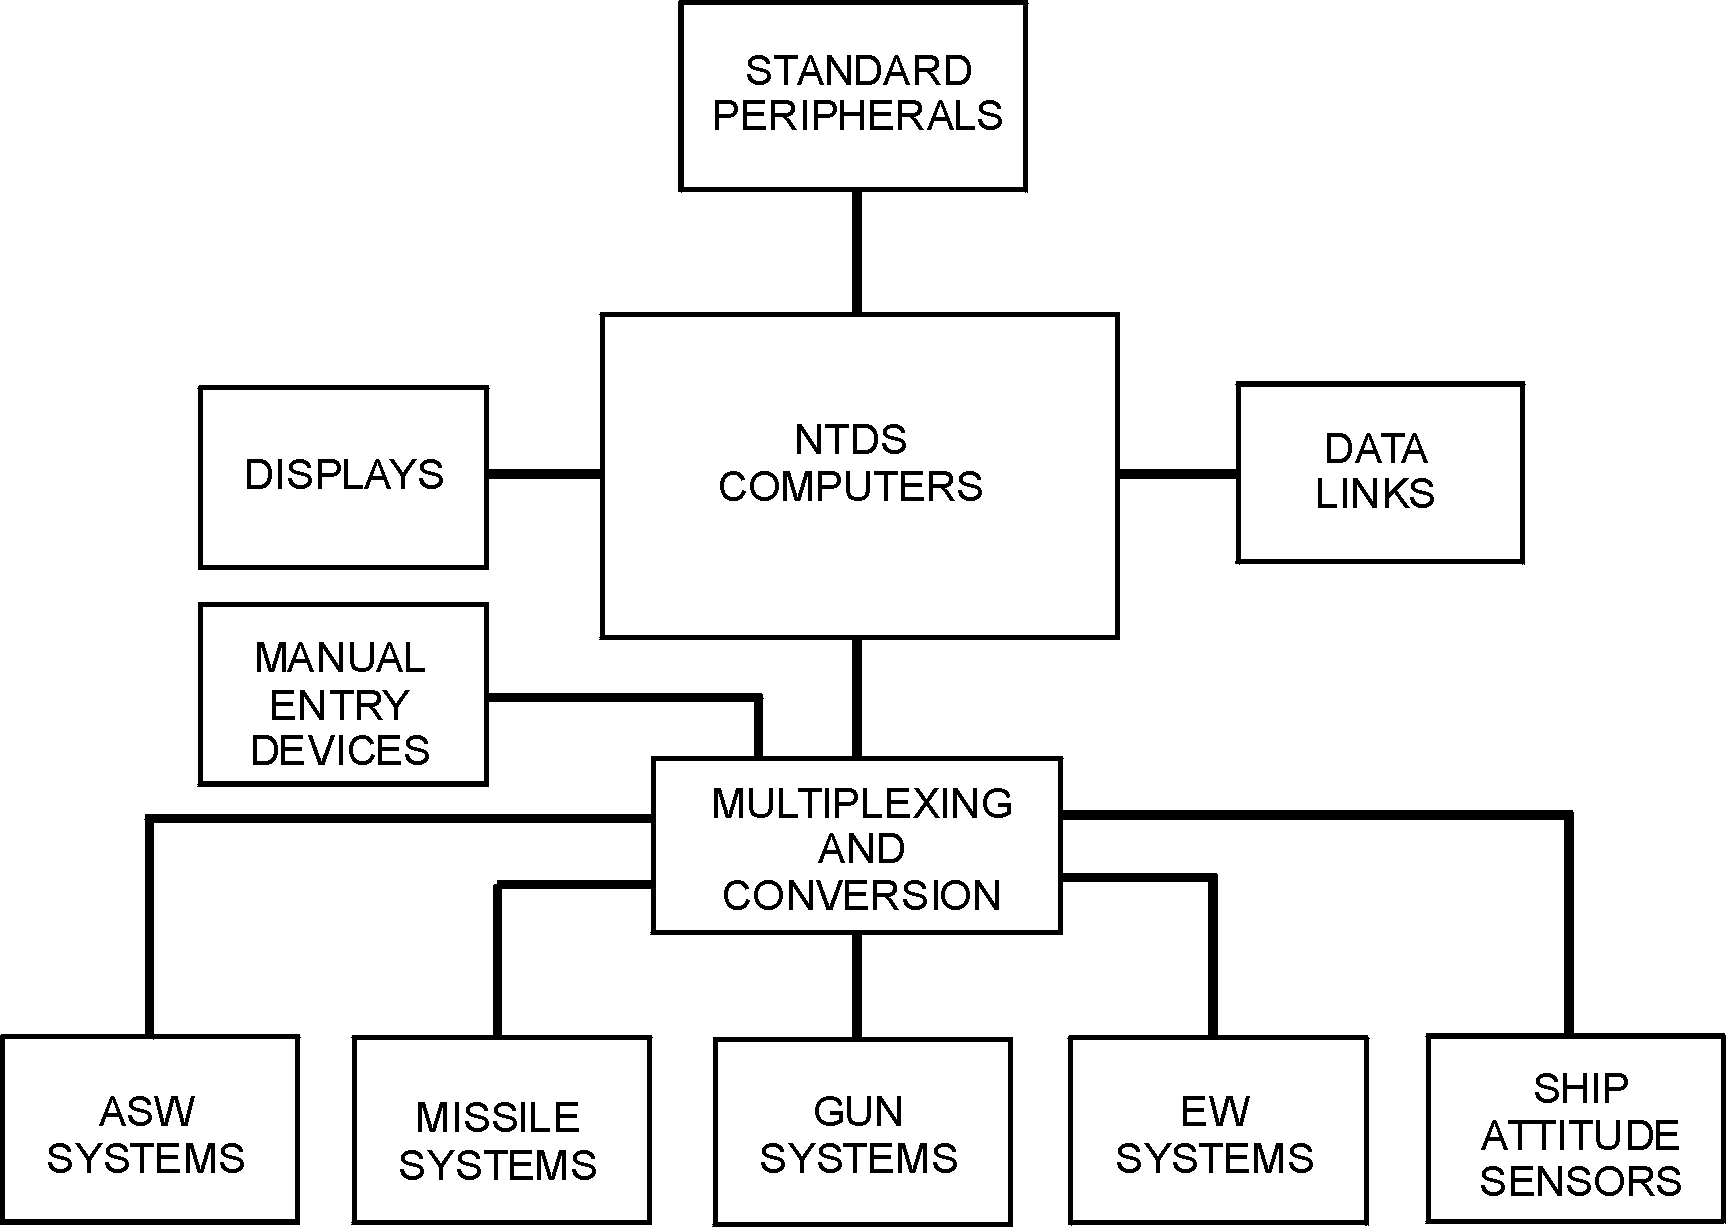 STANDARD
PERIPHERALS
DISPLAYS
NTDS
COMPUTERS
DATA
LINKS
MANUAL
ENTRY
DEVICES
MULTIPLEXING
AND
CONVERSION
ASW
SYSTEMS
MISSILE
SYSTEMS
GUN
SYSTEMS
EW
SYSTEMS
SHIP
ATTITUDE
SENSORS